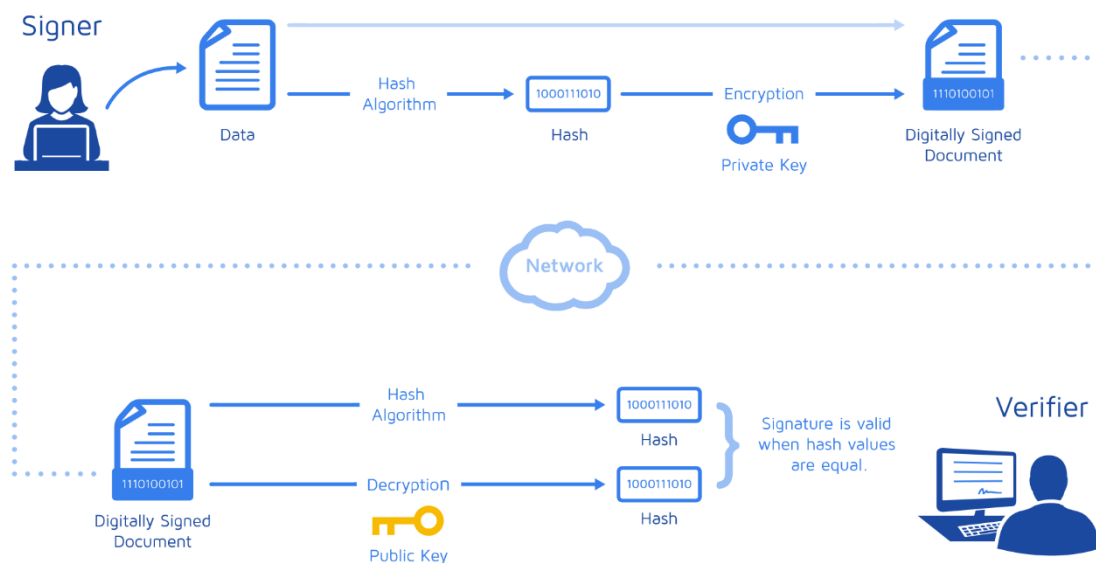 Signer
Data
Hash
Algorithm
1000111010
Hash
Encryption
Private Key
1110100101
Digitally Signed
Document
Network
1110100101
Digitally Signed
Document
Hash
Algorithm
1000111010
Hash
Decryption
Public Key
1000111010
Hash
Signature is valid
when hash values
are equal.
Verifier